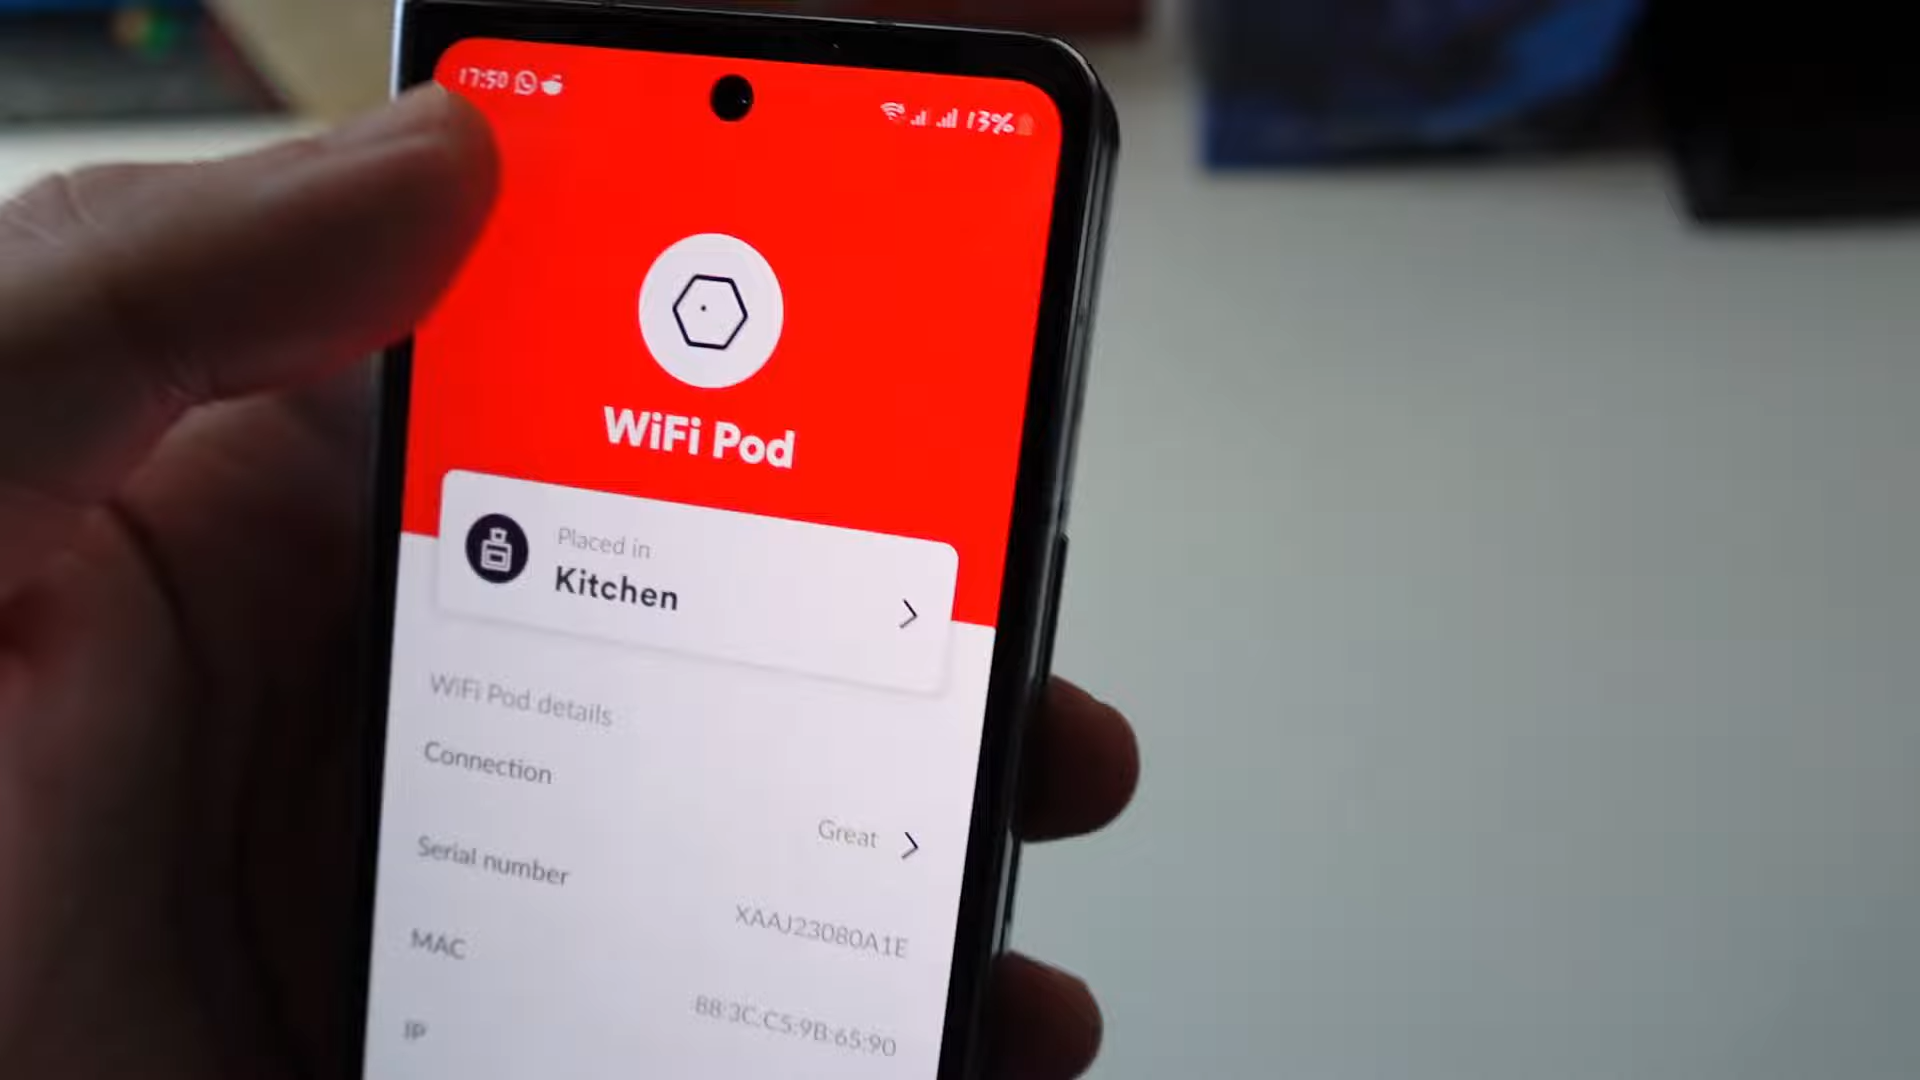 17:50
13%
WiFi Pod
Placed in
Kitchen
WiFi Pod details
Connection
Great
Serial number
XAAJ23080A1E
MAC
88:3C:C5:9B:65:90
IP